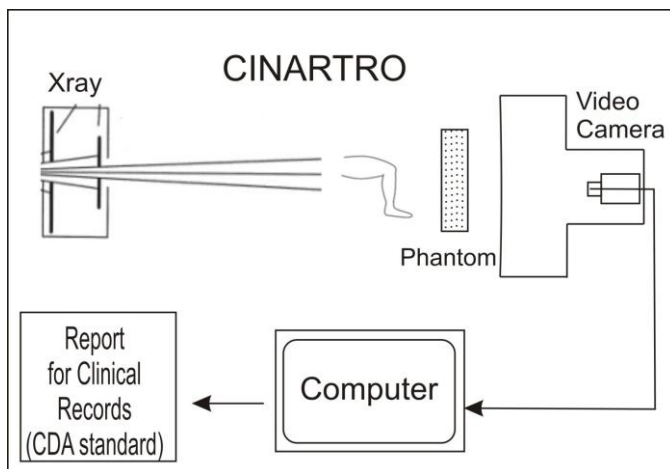 CINARTRO
Xray
Video
Camera
Phantom
Report
for Clinical
Records
(CDA standard)
Computer